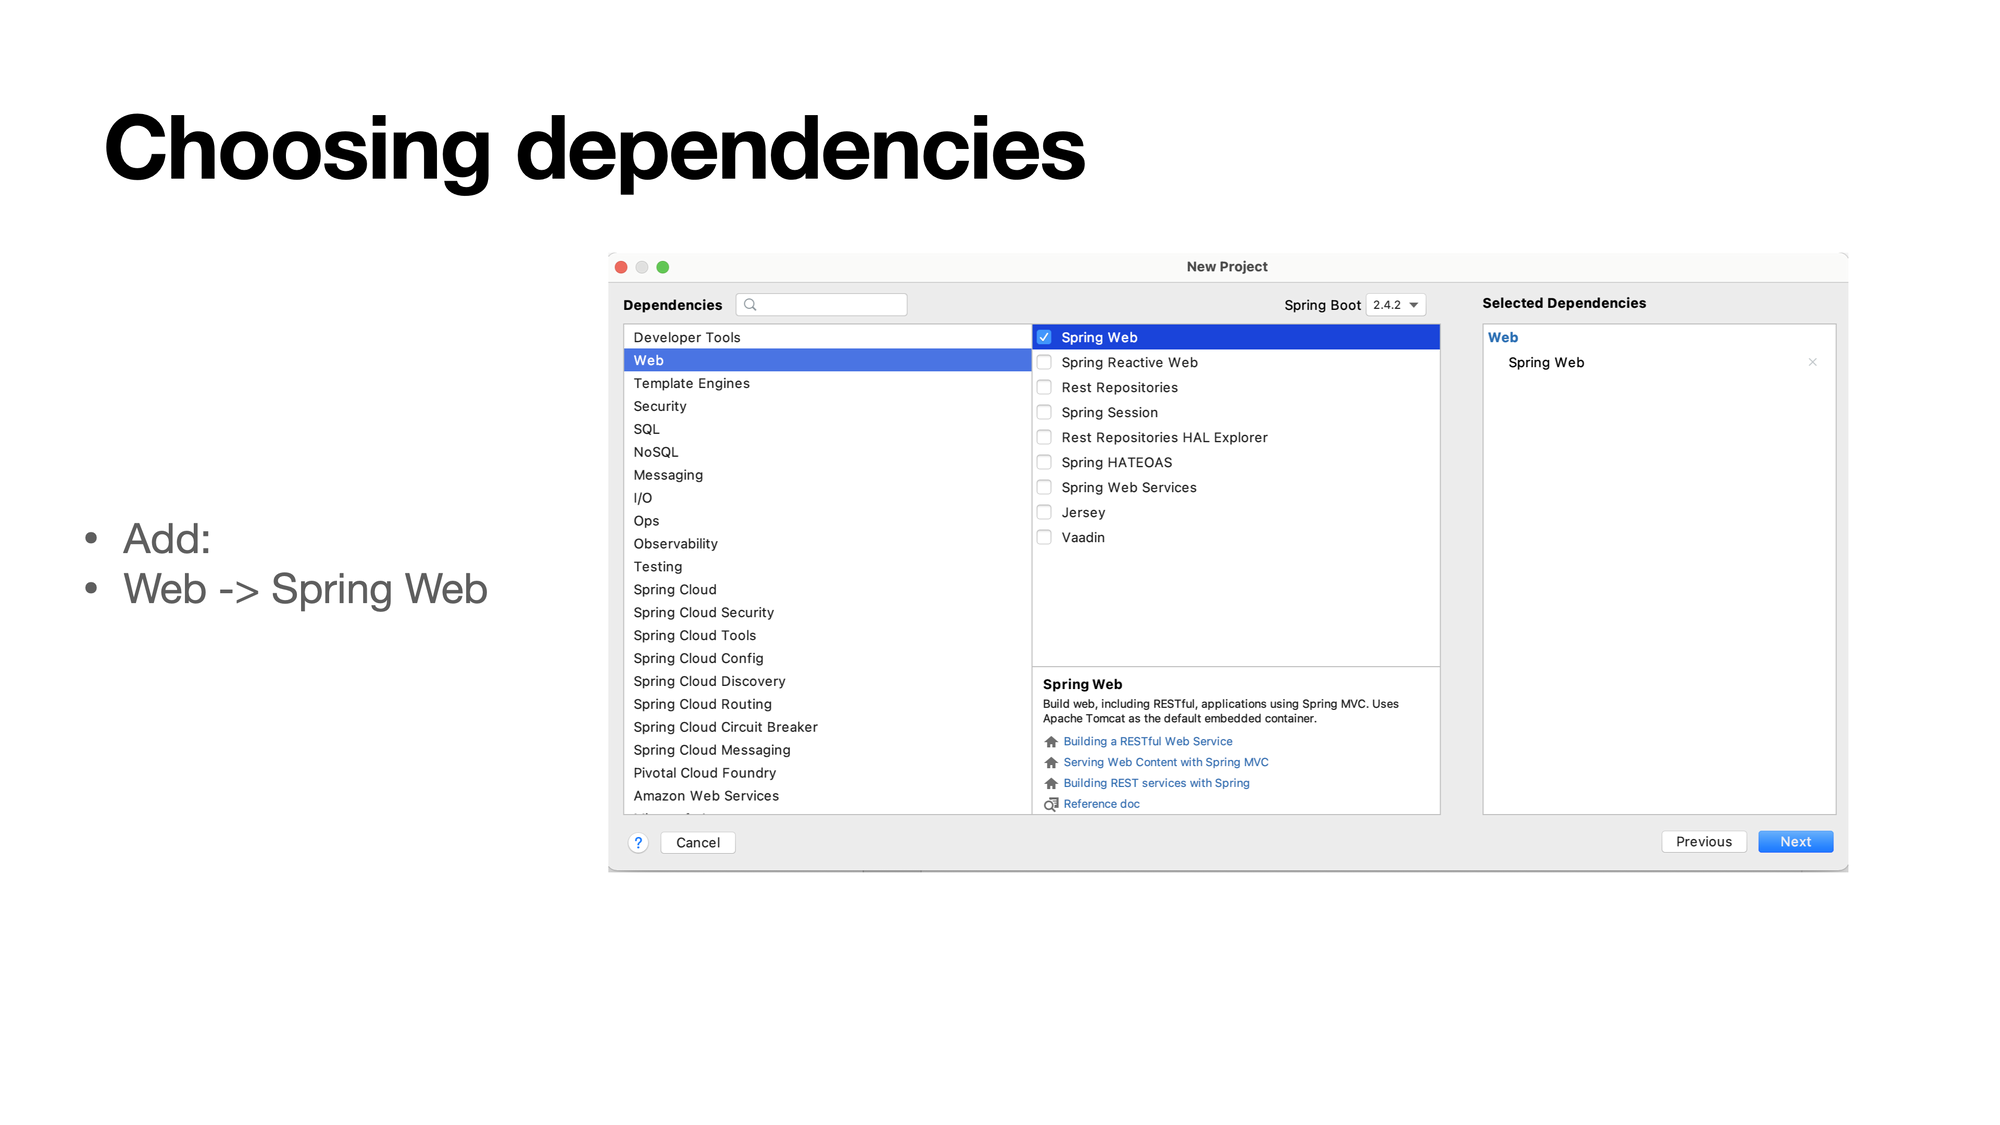 Choosing dependencies
• Add:
• Web -> Spring Web
New Project
Dependencies
Spring Boot 2.4.2
Selected Dependencies
Developer Tools
Web
Template Engines
Security
SQL
NoSQL
Messaging
I/O
Ops
Observability
Testing
Spring Cloud
Spring Cloud Security
Spring Cloud Tools
Spring Cloud Config
Spring Cloud Discovery
Spring Cloud Routing
Spring Cloud Circuit Breaker
Spring Cloud Messaging
Pivotal Cloud Foundry
Amazon Web Services
Spring Web
Spring Reactive Web
Rest Repositories
Spring Session
Rest Repositories HAL Explorer
Spring HATEOAS
Spring Web Services
Jersey
Vaadin
Spring Web
Build web, including RESTful, applications using Spring MVC. Uses
Apache Tomcat as the default embedded container.
Building a RESTful Web Service
Serving Web Content with Spring MVC
Building REST services with Spring
Reference doc
Web
Spring Web
?
Cancel
Previous
Next